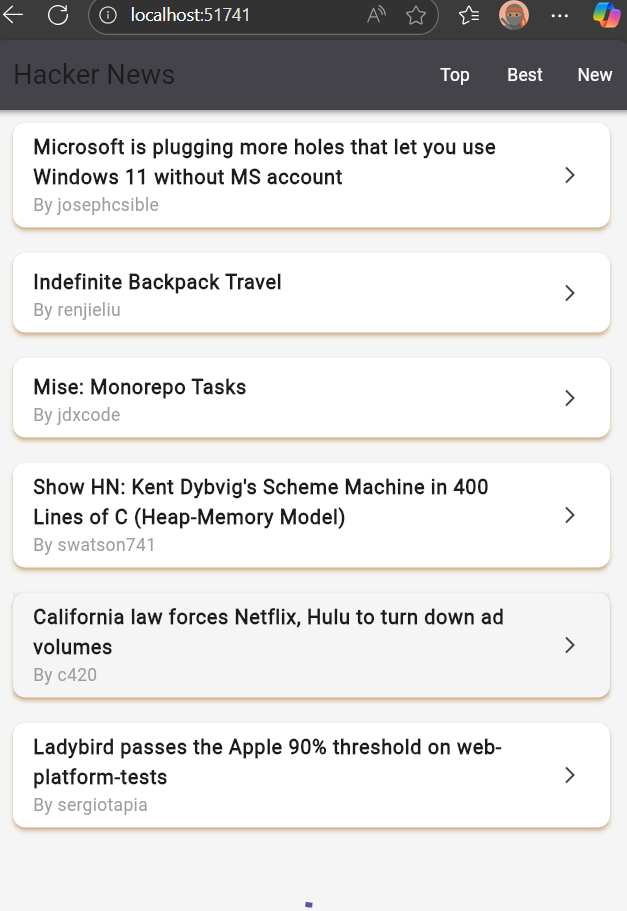 localhost:51741
Hacker News
Top
Best
New
Microsoft is plugging more holes that let you use
Windows 11 without MS account
By josephcsible
Indefinite Backpack Travel
By renjieliu
Mise: Monorepo Tasks
By jdxcode
Show HN: Kent Dybvig's Scheme Machine in 400
Lines of C (Heap-Memory Model)
By swatson741
California law forces Netflix, Hulu to turn down ad
volumes
By c420
Ladybird passes the Apple 90% threshold on web-
platform-tests
By sergiotapia